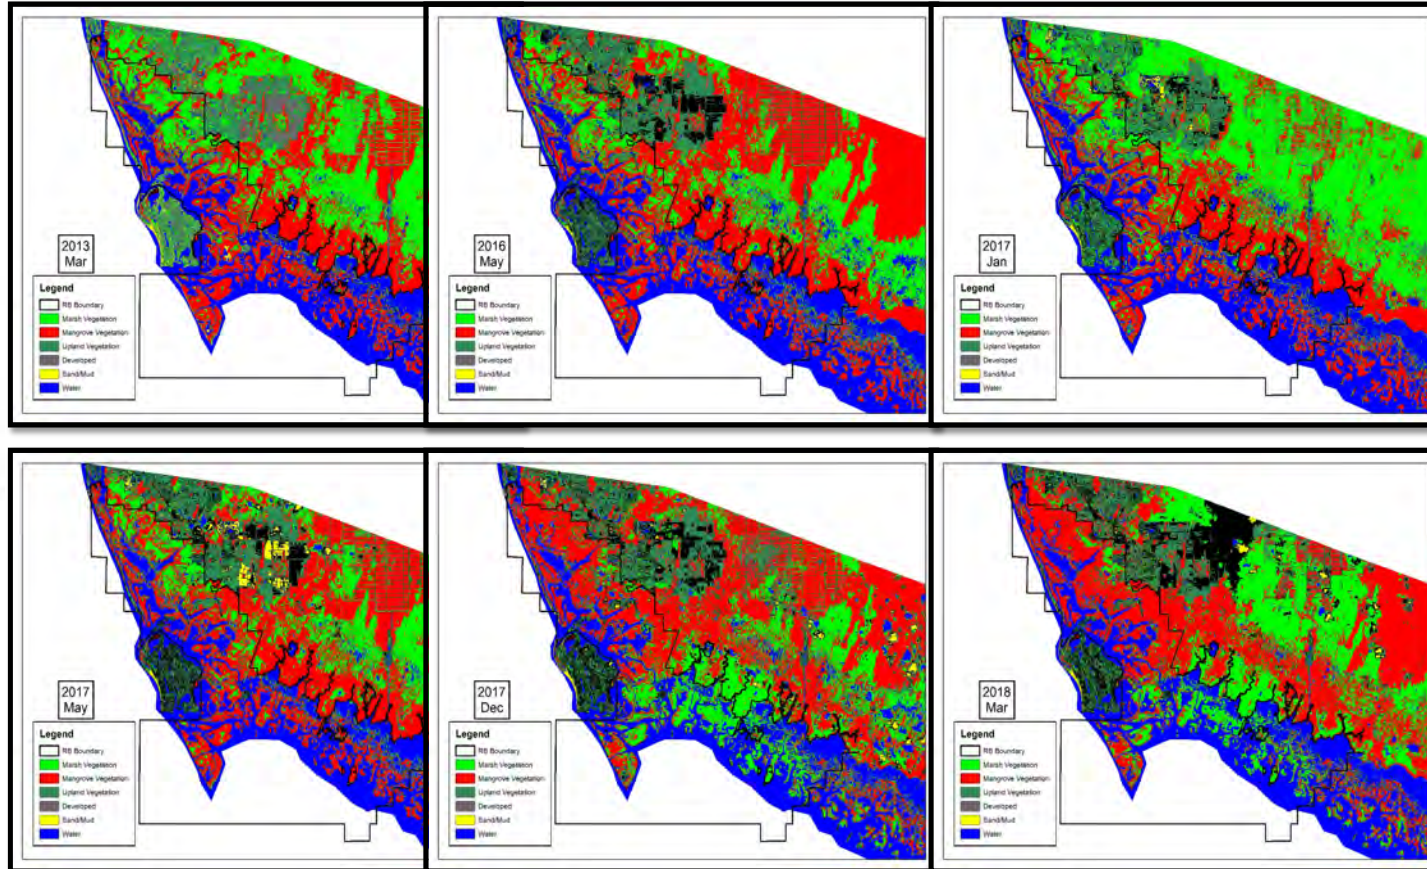 2013
Mar
Legend
RB Boundary
Marsh Vegetation
Mangrove Vegetation
Upland Vegetation
Developed
Sand/Mud
Water
2016
May
Legend
RB Boundary
Marsh Vegetation
Mangrove Vegetation
Upland Vegetation
Developed
Sand/Mud
Water
2017
Jan
Legend
RB Boundary
Marsh Vegetation
Mangrove Vegetation
Upland Vegetation
Developed
Sand/Mud
Water
2017
May
Legend
RB Boundary
Marsh Vegetation
Mangrove Vegetation
Upland Vegetation
Developed
Sand/Mud
Water
2017
Dec
Legend
RB Boundary
Marsh Vegetation
Mangrove Vegetation
Upland Vegetation
Developed
Sand/Mud
Water
2018
Mar
Legend
RB Boundary
Marsh Vegetation
Mangrove Vegetation
Upland Vegetation
Developed
Sand/Mud
Water